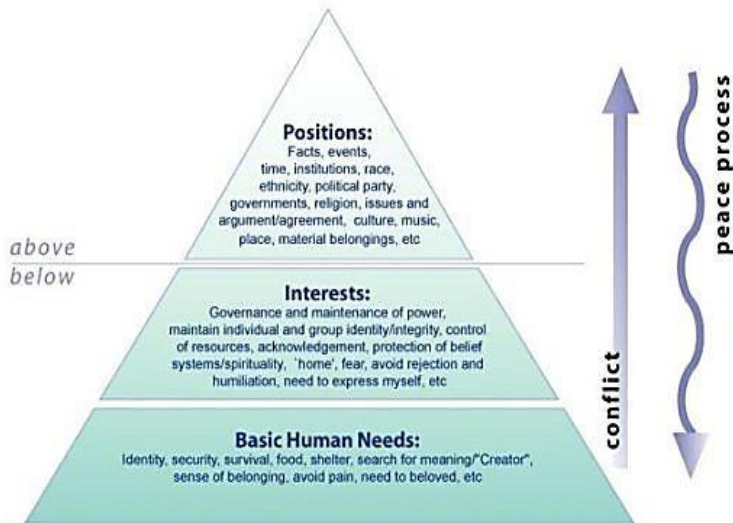 Positions:
Facts, events,
time, institutions, race,
ethnicity, political party,
governments, religion, issues and
argument/agreement, culture, music,
place, material belongings, etc
above
below
Interests:
Governance and maintenance of power,
maintain individual and group identity/integrity, control
of resources, acknowledgement, protection of belief
systems/spirituality, `home', fear, avoid rejection and
humiliation, need to express myself, etc
Basic Human Needs:
Identity, security, survival, food, shelter, search for meaning/"Creator",
sense of belonging, avoid pain, need to beloved, etc
conflict
peace process